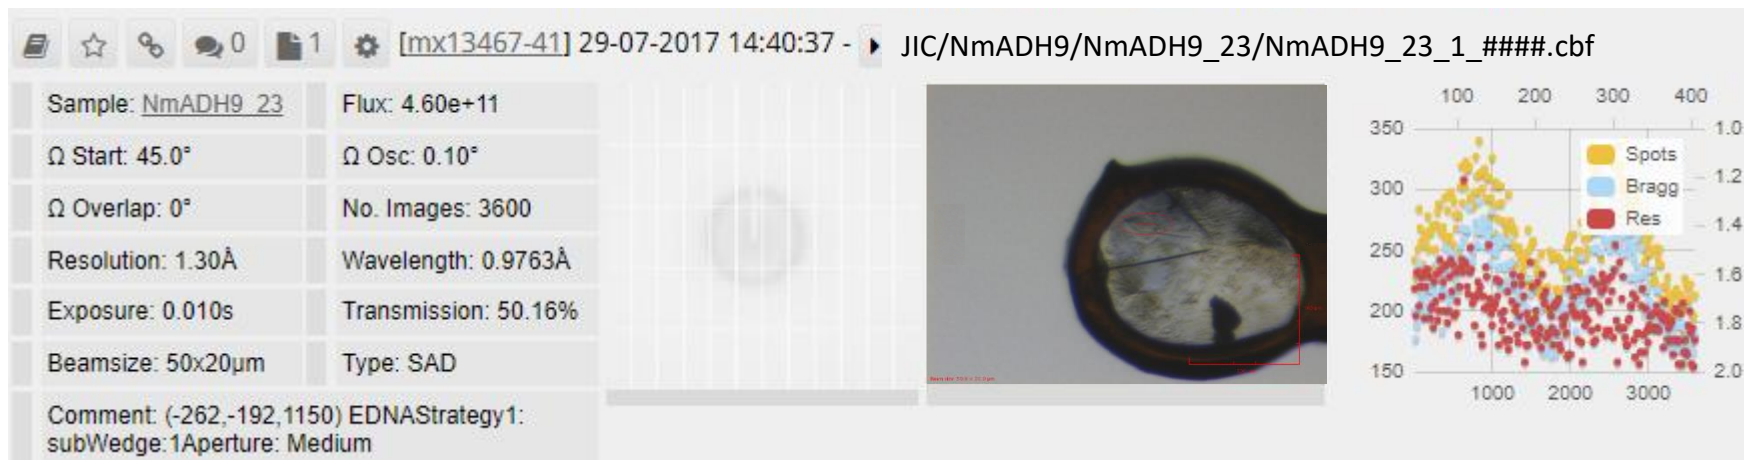 0 1 [mx13467-41] 29-07-2017 14:40:37 - JIC/NmADH9/NmADH9_23/NmADH9_23_1_####.cbf
Sample: NmADH9_23 Flux: 4.60e+11
Ω Start: 45.0° Ω Osc: 0.10°
Ω Overlap: 0° No. Images: 3600
Resolution: 1.30Å Wavelength: 0.9763Å
Exposure: 0.010s Transmission: 50.16%
Beamsize: 50x20µm Type: SAD
Comment: (-262,-192,1150) EDNAStrategy1:
subWedge:1Aperture: Medium
100 200 300 400
350 1.0
Spots
300 Bragg 1.2
Res
250 1.4
1.6
200 1.8
150 2.0
1000 2000 3000